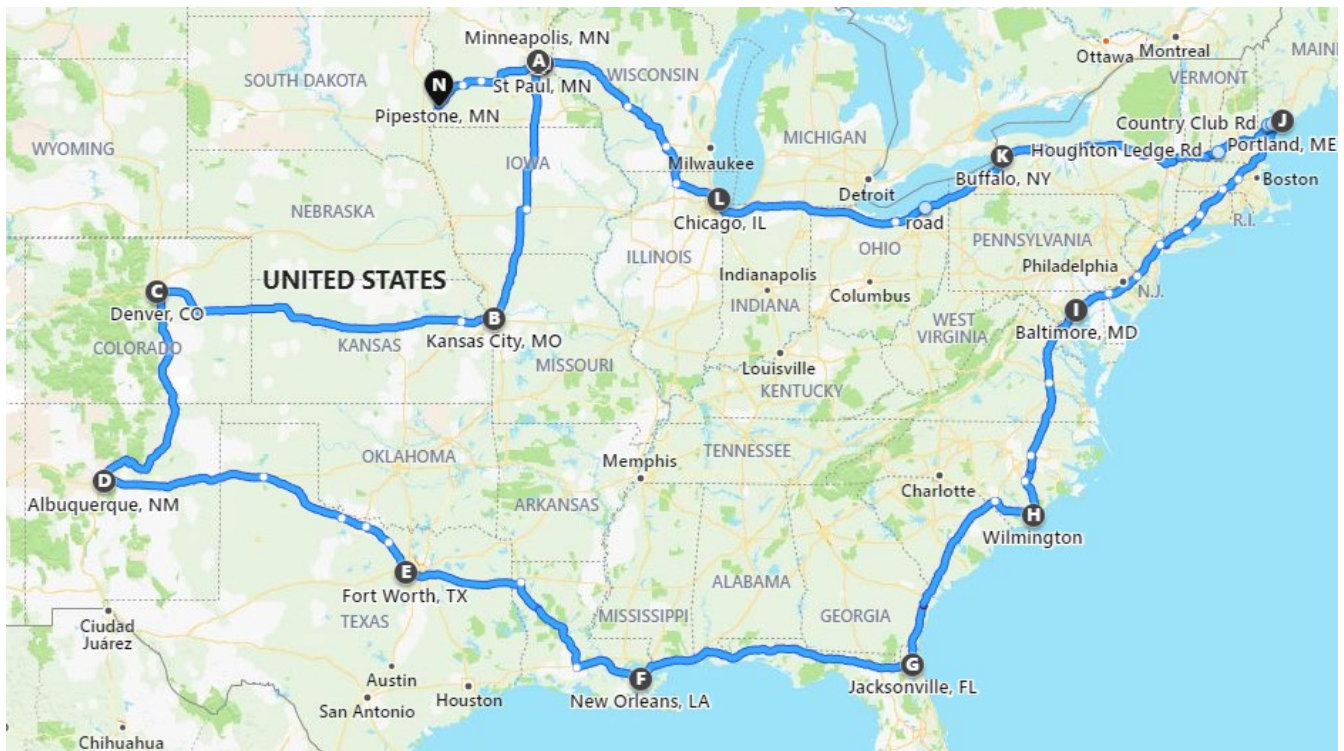 Minneapolis, MN
A
St Paul, MN
N
Pipestone, MN
SOUTH DAKOTA
WISCONSIN
WYOMING
IOWA
NEBRASKA
Milwaukee
MICHIGAN
Detroit
L
Chicago, IL
road
OHIO
Ottawa
Montreal
VERMONT
MAIN
Country Club Rd
J
Houghton Ledge Rd
Portland, ME
K
Buffalo, NY
Boston
R.I.
PENNSYLVANIA
Philadelphia
N.J.
ILLINOIS
Indianapolis
INDIANA
Columbus
WEST
VIRGINIA
I
Baltimore, MD
UNITED STATES
C
Denver, CO
COLORADO
KANSAS
B
Kansas City, MO
MISSOURI
Louisville
KENTUCKY
D
Albuquerque, NM
OKLAHOMA
ARKANSAS
Memphis
TENNESSEE
Charlotte
H
Wilmington
E
Fort Worth, TX
TEXAS
MISSISSIPPI
ALABAMA
GEORGIA
Ciudad
Juárez
Austin
San Antonio
Houston
F
New Orleans, LA
G
Jacksonville, FL
Chihuahua